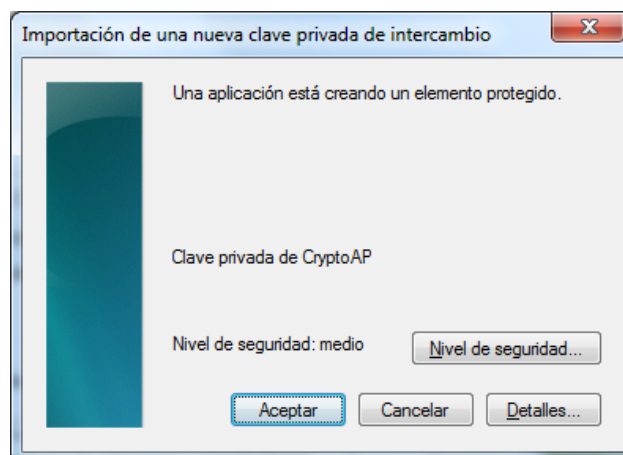 Importación de una nueva clave privada de intercambio
Una aplicación está creando un elemento protegido.
Clave privada de CryptoAP
Nivel de seguridad: medio
Nivel de seguridad...
Aceptar
Cancelar
Detalles...